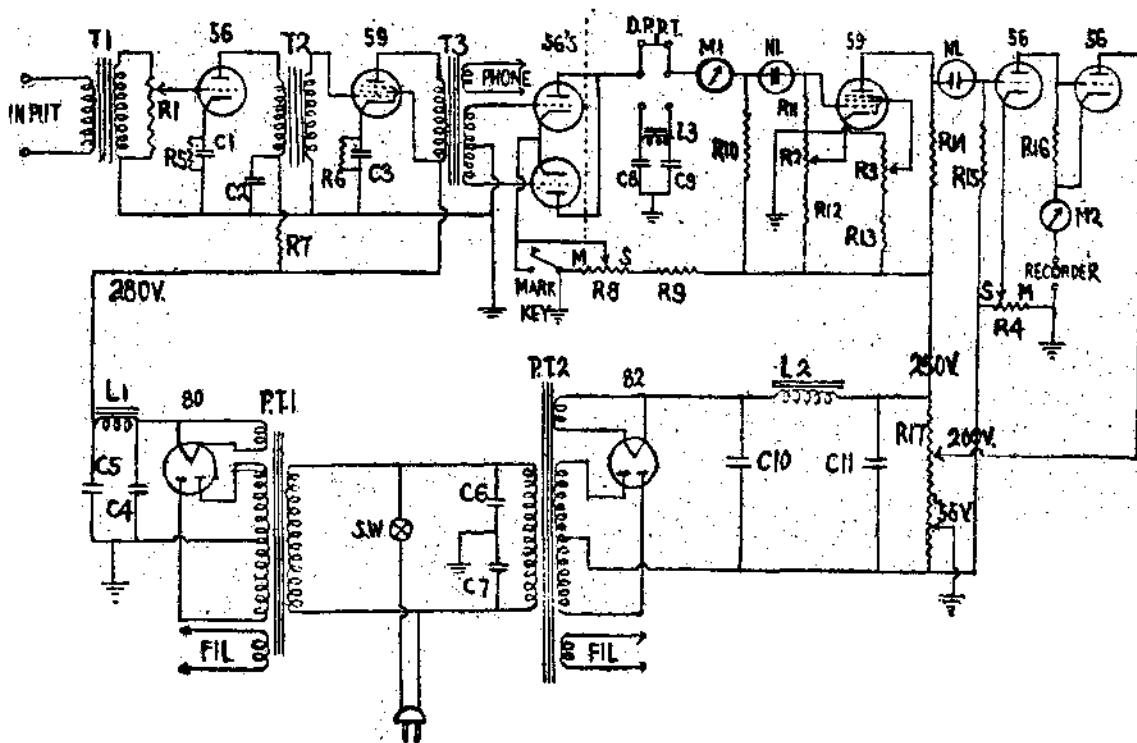 T1
56
T2
59
T3
56'S
D.P.D.T.
M1
NL
59
NL
56
56
INPUT
R1
PHONE
R5
C1
C2
R6
C3
L3
C8
C9
R10
R11
R2
R3
R12
R13
R14
R15
R16
M2
R7
280V.
MARK
KEY
M
S
R8
R9
RECORDER
S
M
R4
L1
80
P.T.1
P.T.2
82
L2
250V.
R17
200V.
C5
C4
S.W
C6
C7
C10
C11
56V.
FIL
FIL